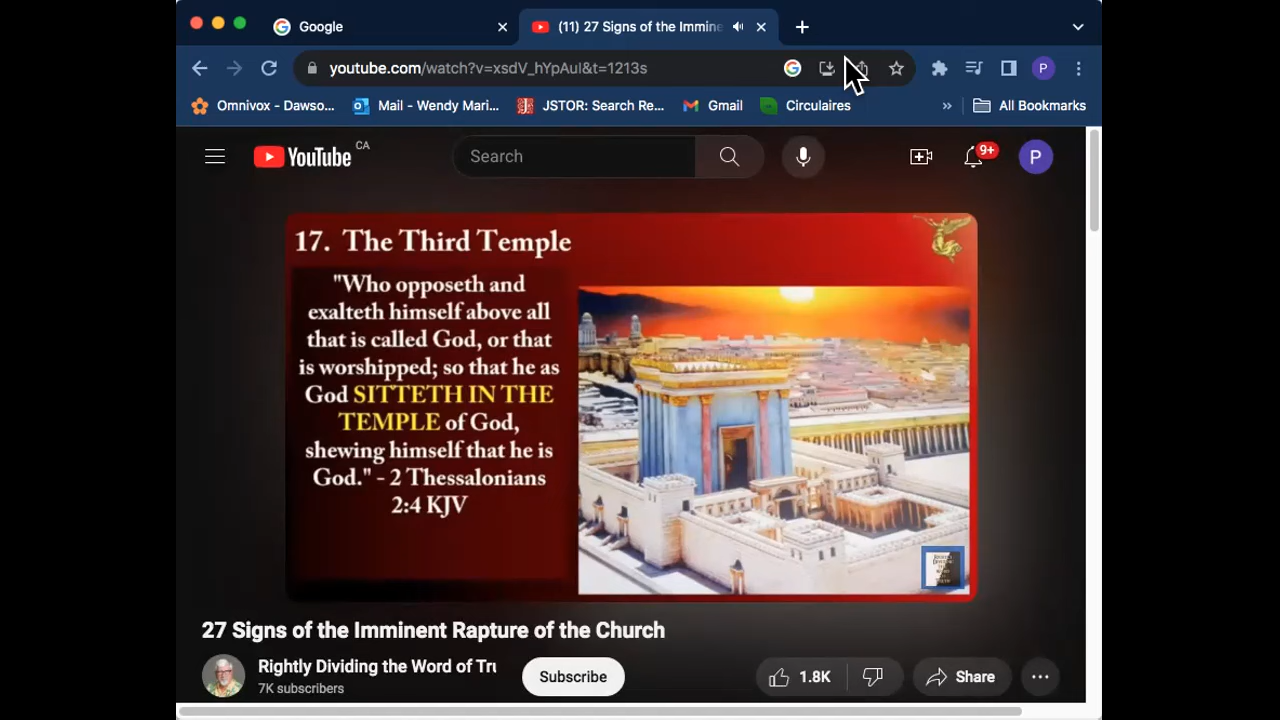 Google
(11) 27 Signs of the Immine
youtube.com/watch?v=xsdV_hYpAuI&t=1213s
P
Omnivox - Dawso...
Mail - Wendy Mari...
JSTOR: Search Re...
Gmail
Circulaires
»
All Bookmarks
YouTube CA
Search
9+
P
17. The Third Temple
"Who opposeth and
exalteth himself above all
that is called God, or that
is worshipped; so that he as
God SITTETH IN THE
TEMPLE of God,
shewing himself that he is
God." - 2 Thessalonians
2:4 KJV
27 Signs of the Imminent Rapture of the Church
Rightly Dividing the Word of Tru
7K subscribers
Subscribe
1.8K
Share